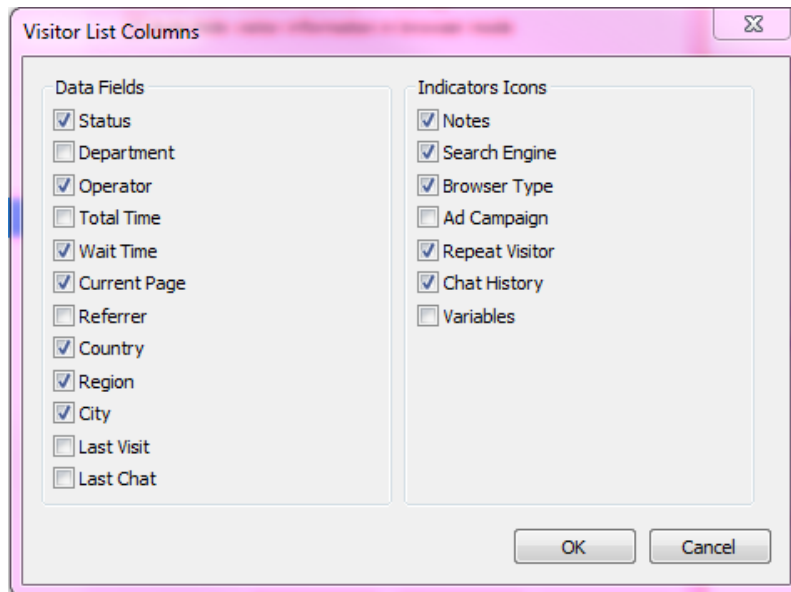 Visitor List Columns
Data Fields
Status
Department
Operator
Total Time
Wait Time
Current Page
Referrer
Country
Region
City
Last Visit
Last Chat
Indicators Icons
Notes
Search Engine
Browser Type
Ad Campaign
Repeat Visitor
Chat History
Variables
OK
Cancel